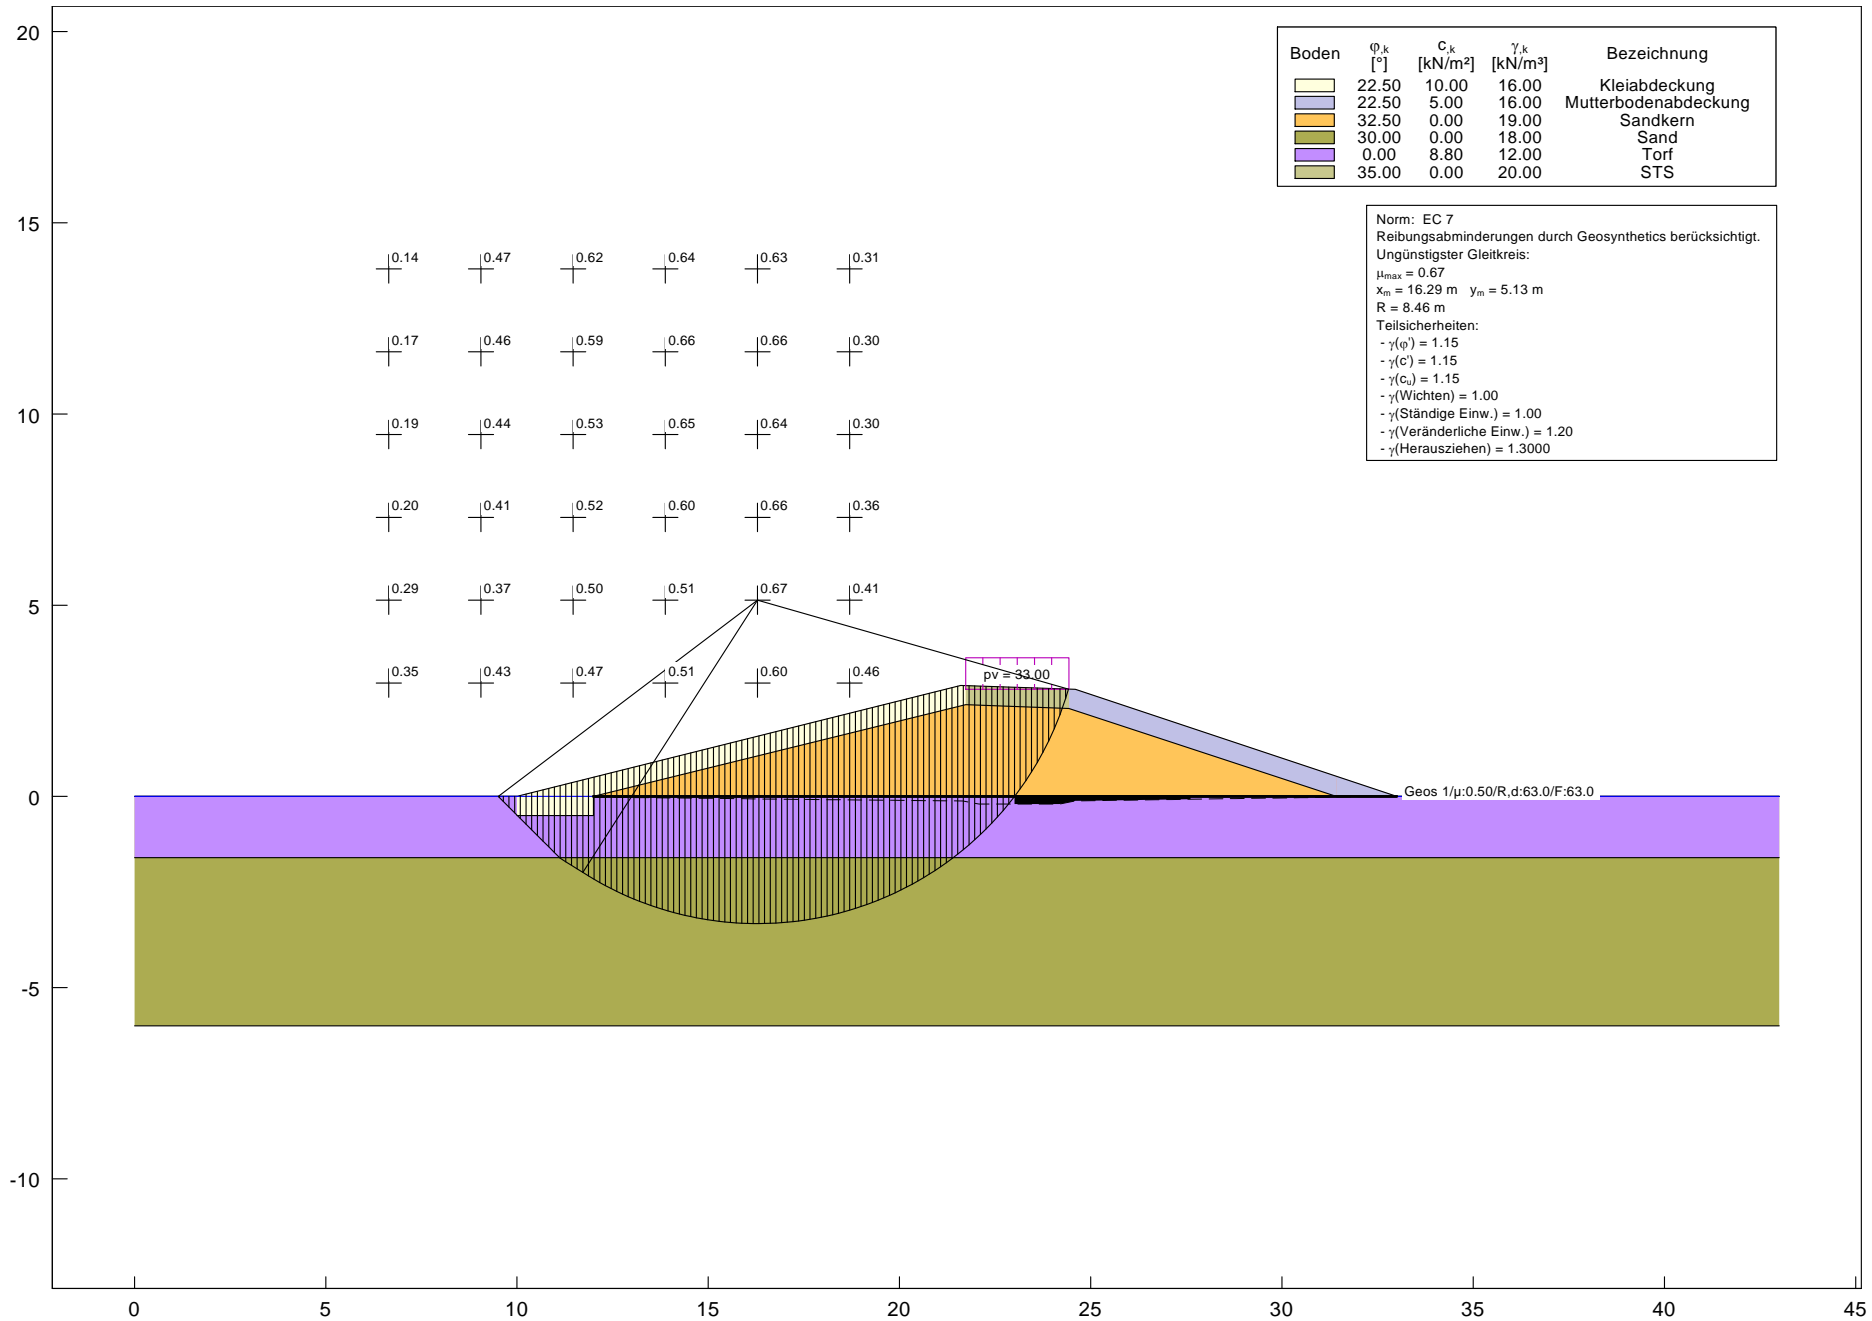 20
15
10
5
0
-5
-10
0 5 10 15 20 25 30 35 40 45
Boden φ,k c,k γ,k Bezeichnung
[°] [kN/m²] [kN/m³]
22.50 10.00 16.00 Kleiabdeckung
22.50 5.00 16.00 Mutterbodenabdeckung
32.50 0.00 19.00 Sandkern
30.00 0.00 18.00 Sand
0.00 8.80 12.00 Torf
35.00 0.00 20.00 STS
Norm: EC 7
Reibungsabminderungen durch Geosynthetics berücksichtigt.
Ungünstigster Gleitkreis:
μmax = 0.67
xm = 16.29 m ym = 5.13 m
R = 8.46 m
Teilsicherheiten:
- γ(φ') = 1.15
- γ(c') = 1.15
- γ(cu) = 1.15
- γ(Wichten) = 1.00
- γ(Ständige Einw.) = 1.00
- γ(Veränderliche Einw.) = 1.20
- γ(Herausziehen) = 1.3000
0.14 0.47 0.62 0.64 0.63 0.31
0.17 0.46 0.59 0.66 0.66 0.30
0.19 0.44 0.53 0.65 0.64 0.30
0.20 0.41 0.52 0.60 0.66 0.36
0.29 0.37 0.50 0.51 0.67 0.41
0.35 0.43 0.47 0.51 0.60 0.46
pv = 33.00
Geos 1/μ:0.50/R,d:63.0/F:63.0